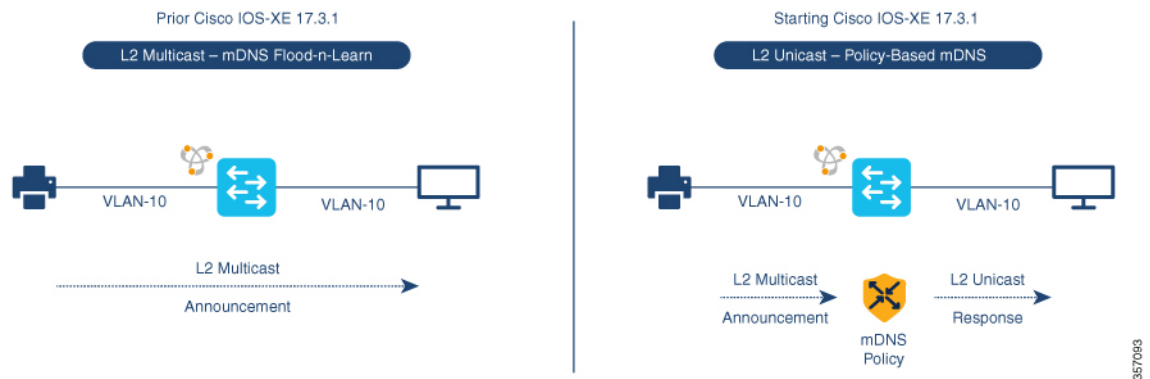 Prior Cisco IOS-XE 17.3.1
L2 Multicast – mDNS Flood-n-Learn
VLAN-10
VLAN-10
L2 Multicast
Announcement
Starting Cisco IOS-XE 17.3.1
L2 Unicast – Policy-Based mDNS
VLAN-10
VLAN-10
L2 Multicast
Announcement
mDNS
Policy
L2 Unicast
Response
357093